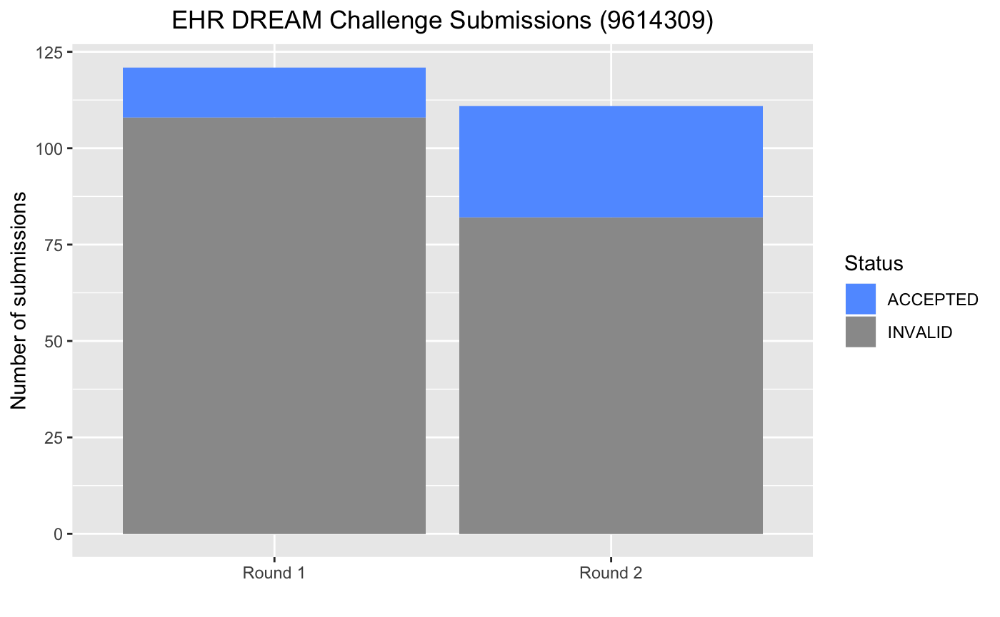 EHR DREAM Challenge Submissions (9614309)
Number of submissions
125
100
75
50
25
0
Round 1 Round 2
Status
ACCEPTED
INVALID